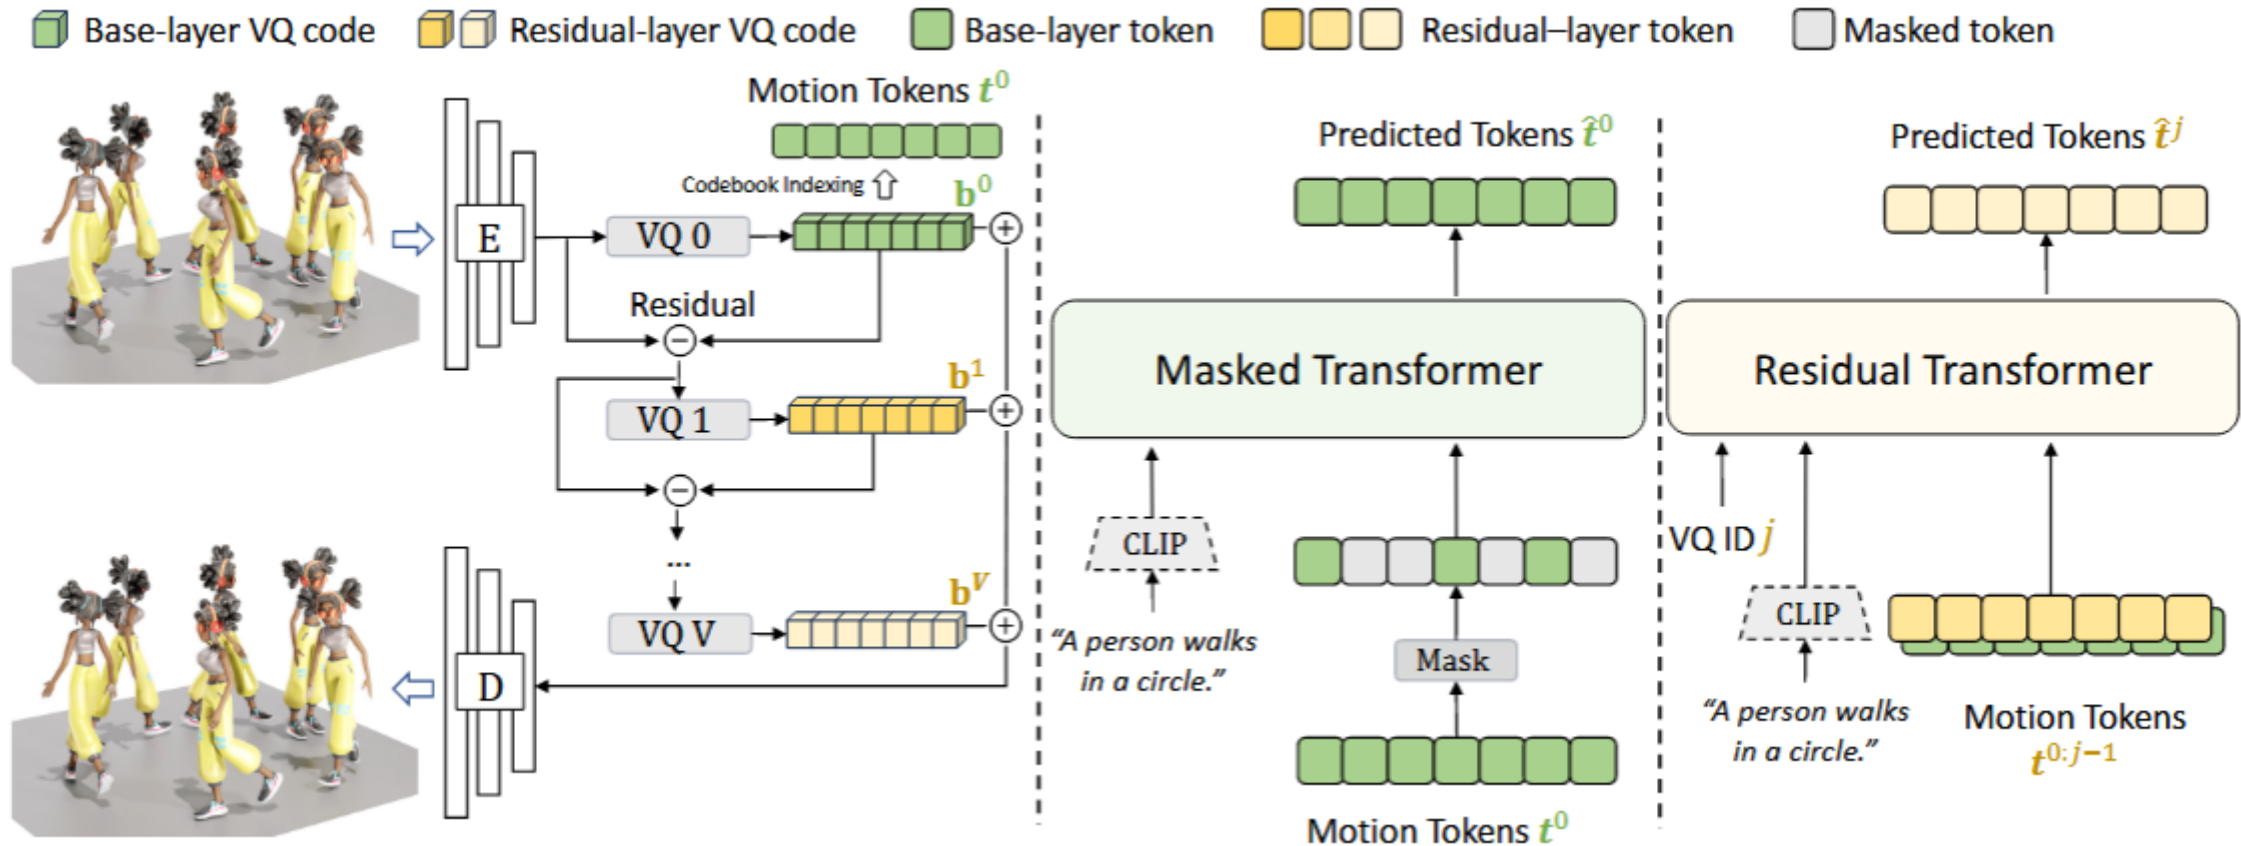 Base-layer VQ code
Residual-layer VQ code
Base-layer token
Residual–layer token
Masked token
Motion Tokens t⁰
Codebook Indexing
b⁰
E
VQ 0
Residual
b¹
VQ 1
...
bⱽ
VQ V
D
Predicted Tokens t̂⁰
Masked Transformer
CLIP
“A person walks
in a circle.”
Mask
Motion Tokens t⁰
Predicted Tokens t̂ʲ
Residual Transformer
VQ ID j
CLIP
“A person walks
in a circle.”
Motion Tokens
t⁰:ʲ⁻¹